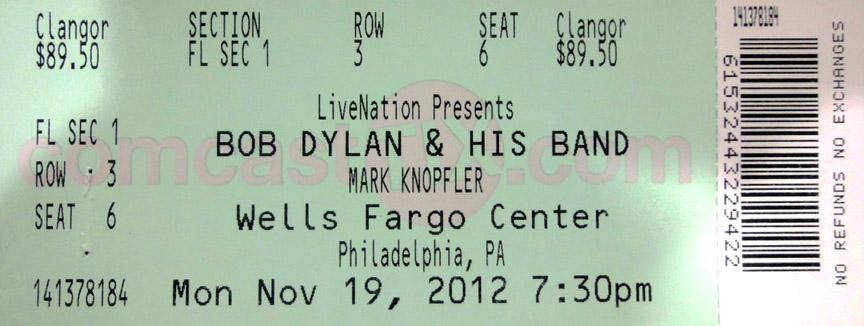 Clangor SECTION ROW SEAT Clangor
$89.50 FL SEC 1 3 6 $89.50
LiveNation Presents
FL SEC 1
BOB DYLAN & HIS BAND
comcasttix.com
ROW 3
MARK KNOPFLER
SEAT 6
Wells Fargo Center
Philadelphia, PA
141378184 Mon Nov 19, 2012 7:30pm
141378184
6153244322294 22
NO REFUNDS NO EXCHANGES